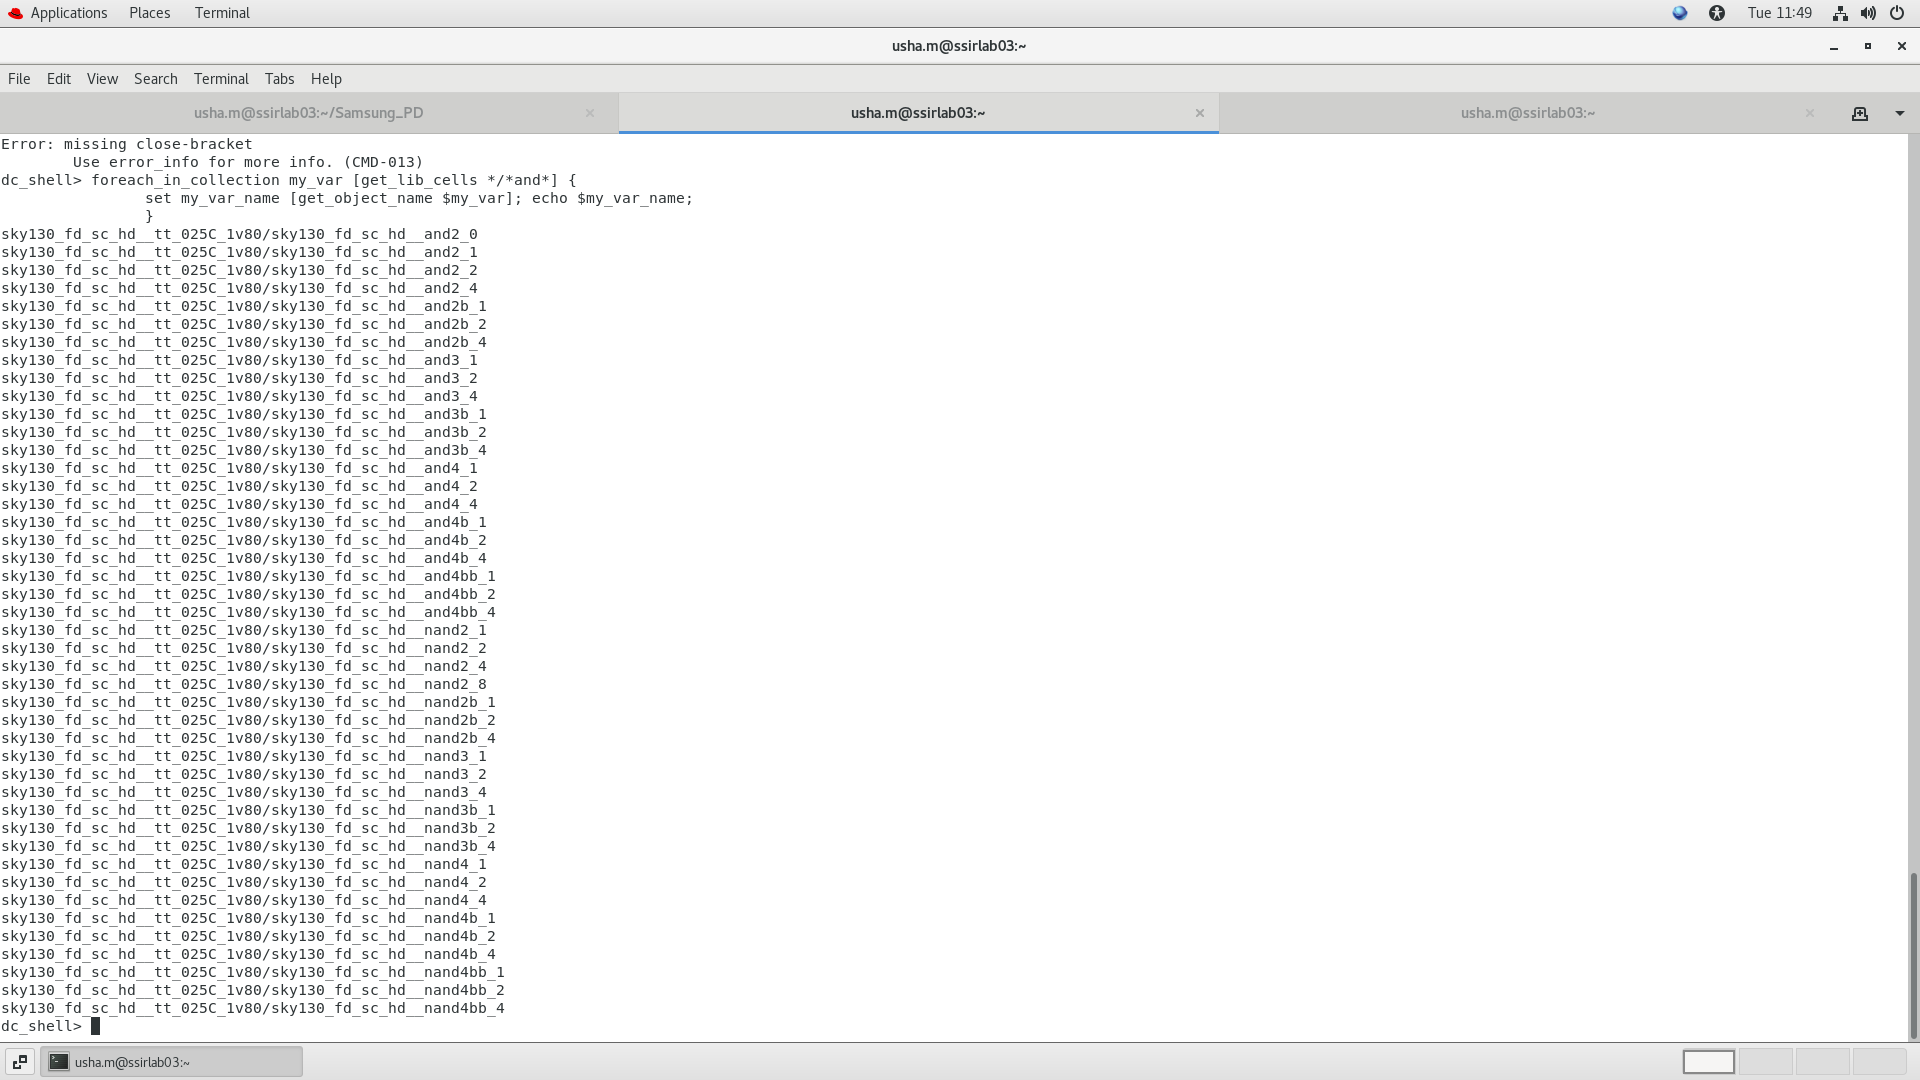 Applications Places Terminal Tue 11:49
usha.m@ssirlab03:~
File Edit View Search Terminal Tabs Help
usha.m@ssirlab03:~/Samsung_PD usha.m@ssirlab03:~ usha.m@ssirlab03:~
Error: missing close-bracket
        Use error_info for more info. (CMD-013)
dc_shell> foreach_in_collection my_var [get_lib_cells */*and*] {
                set my_var_name [get_object_name $my_var]; echo $my_var_name;
                }
sky130_fd_sc_hd__tt_025C_1v80/sky130_fd_sc_hd__and2_0
sky130_fd_sc_hd__tt_025C_1v80/sky130_fd_sc_hd__and2_1
sky130_fd_sc_hd__tt_025C_1v80/sky130_fd_sc_hd__and2_2
sky130_fd_sc_hd__tt_025C_1v80/sky130_fd_sc_hd__and2_4
sky130_fd_sc_hd__tt_025C_1v80/sky130_fd_sc_hd__and2b_1
sky130_fd_sc_hd__tt_025C_1v80/sky130_fd_sc_hd__and2b_2
sky130_fd_sc_hd__tt_025C_1v80/sky130_fd_sc_hd__and2b_4
sky130_fd_sc_hd__tt_025C_1v80/sky130_fd_sc_hd__and3_1
sky130_fd_sc_hd__tt_025C_1v80/sky130_fd_sc_hd__and3_2
sky130_fd_sc_hd__tt_025C_1v80/sky130_fd_sc_hd__and3_4
sky130_fd_sc_hd__tt_025C_1v80/sky130_fd_sc_hd__and3b_1
sky130_fd_sc_hd__tt_025C_1v80/sky130_fd_sc_hd__and3b_2
sky130_fd_sc_hd__tt_025C_1v80/sky130_fd_sc_hd__and3b_4
sky130_fd_sc_hd__tt_025C_1v80/sky130_fd_sc_hd__and4_1
sky130_fd_sc_hd__tt_025C_1v80/sky130_fd_sc_hd__and4_2
sky130_fd_sc_hd__tt_025C_1v80/sky130_fd_sc_hd__and4_4
sky130_fd_sc_hd__tt_025C_1v80/sky130_fd_sc_hd__and4b_1
sky130_fd_sc_hd__tt_025C_1v80/sky130_fd_sc_hd__and4b_2
sky130_fd_sc_hd__tt_025C_1v80/sky130_fd_sc_hd__and4b_4
sky130_fd_sc_hd__tt_025C_1v80/sky130_fd_sc_hd__and4bb_1
sky130_fd_sc_hd__tt_025C_1v80/sky130_fd_sc_hd__and4bb_2
sky130_fd_sc_hd__tt_025C_1v80/sky130_fd_sc_hd__and4bb_4
sky130_fd_sc_hd__tt_025C_1v80/sky130_fd_sc_hd__nand2_1
sky130_fd_sc_hd__tt_025C_1v80/sky130_fd_sc_hd__nand2_2
sky130_fd_sc_hd__tt_025C_1v80/sky130_fd_sc_hd__nand2_4
sky130_fd_sc_hd__tt_025C_1v80/sky130_fd_sc_hd__nand2_8
sky130_fd_sc_hd__tt_025C_1v80/sky130_fd_sc_hd__nand2b_1
sky130_fd_sc_hd__tt_025C_1v80/sky130_fd_sc_hd__nand2b_2
sky130_fd_sc_hd__tt_025C_1v80/sky130_fd_sc_hd__nand2b_4
sky130_fd_sc_hd__tt_025C_1v80/sky130_fd_sc_hd__nand3_1
sky130_fd_sc_hd__tt_025C_1v80/sky130_fd_sc_hd__nand3_2
sky130_fd_sc_hd__tt_025C_1v80/sky130_fd_sc_hd__nand3_4
sky130_fd_sc_hd__tt_025C_1v80/sky130_fd_sc_hd__nand3b_1
sky130_fd_sc_hd__tt_025C_1v80/sky130_fd_sc_hd__nand3b_2
sky130_fd_sc_hd__tt_025C_1v80/sky130_fd_sc_hd__nand3b_4
sky130_fd_sc_hd__tt_025C_1v80/sky130_fd_sc_hd__nand4_1
sky130_fd_sc_hd__tt_025C_1v80/sky130_fd_sc_hd__nand4_2
sky130_fd_sc_hd__tt_025C_1v80/sky130_fd_sc_hd__nand4_4
sky130_fd_sc_hd__tt_025C_1v80/sky130_fd_sc_hd__nand4b_1
sky130_fd_sc_hd__tt_025C_1v80/sky130_fd_sc_hd__nand4b_2
sky130_fd_sc_hd__tt_025C_1v80/sky130_fd_sc_hd__nand4b_4
sky130_fd_sc_hd__tt_025C_1v80/sky130_fd_sc_hd__nand4bb_1
sky130_fd_sc_hd__tt_025C_1v80/sky130_fd_sc_hd__nand4bb_2
sky130_fd_sc_hd__tt_025C_1v80/sky130_fd_sc_hd__nand4bb_4
dc_shell>
usha.m@ssirlab03:~